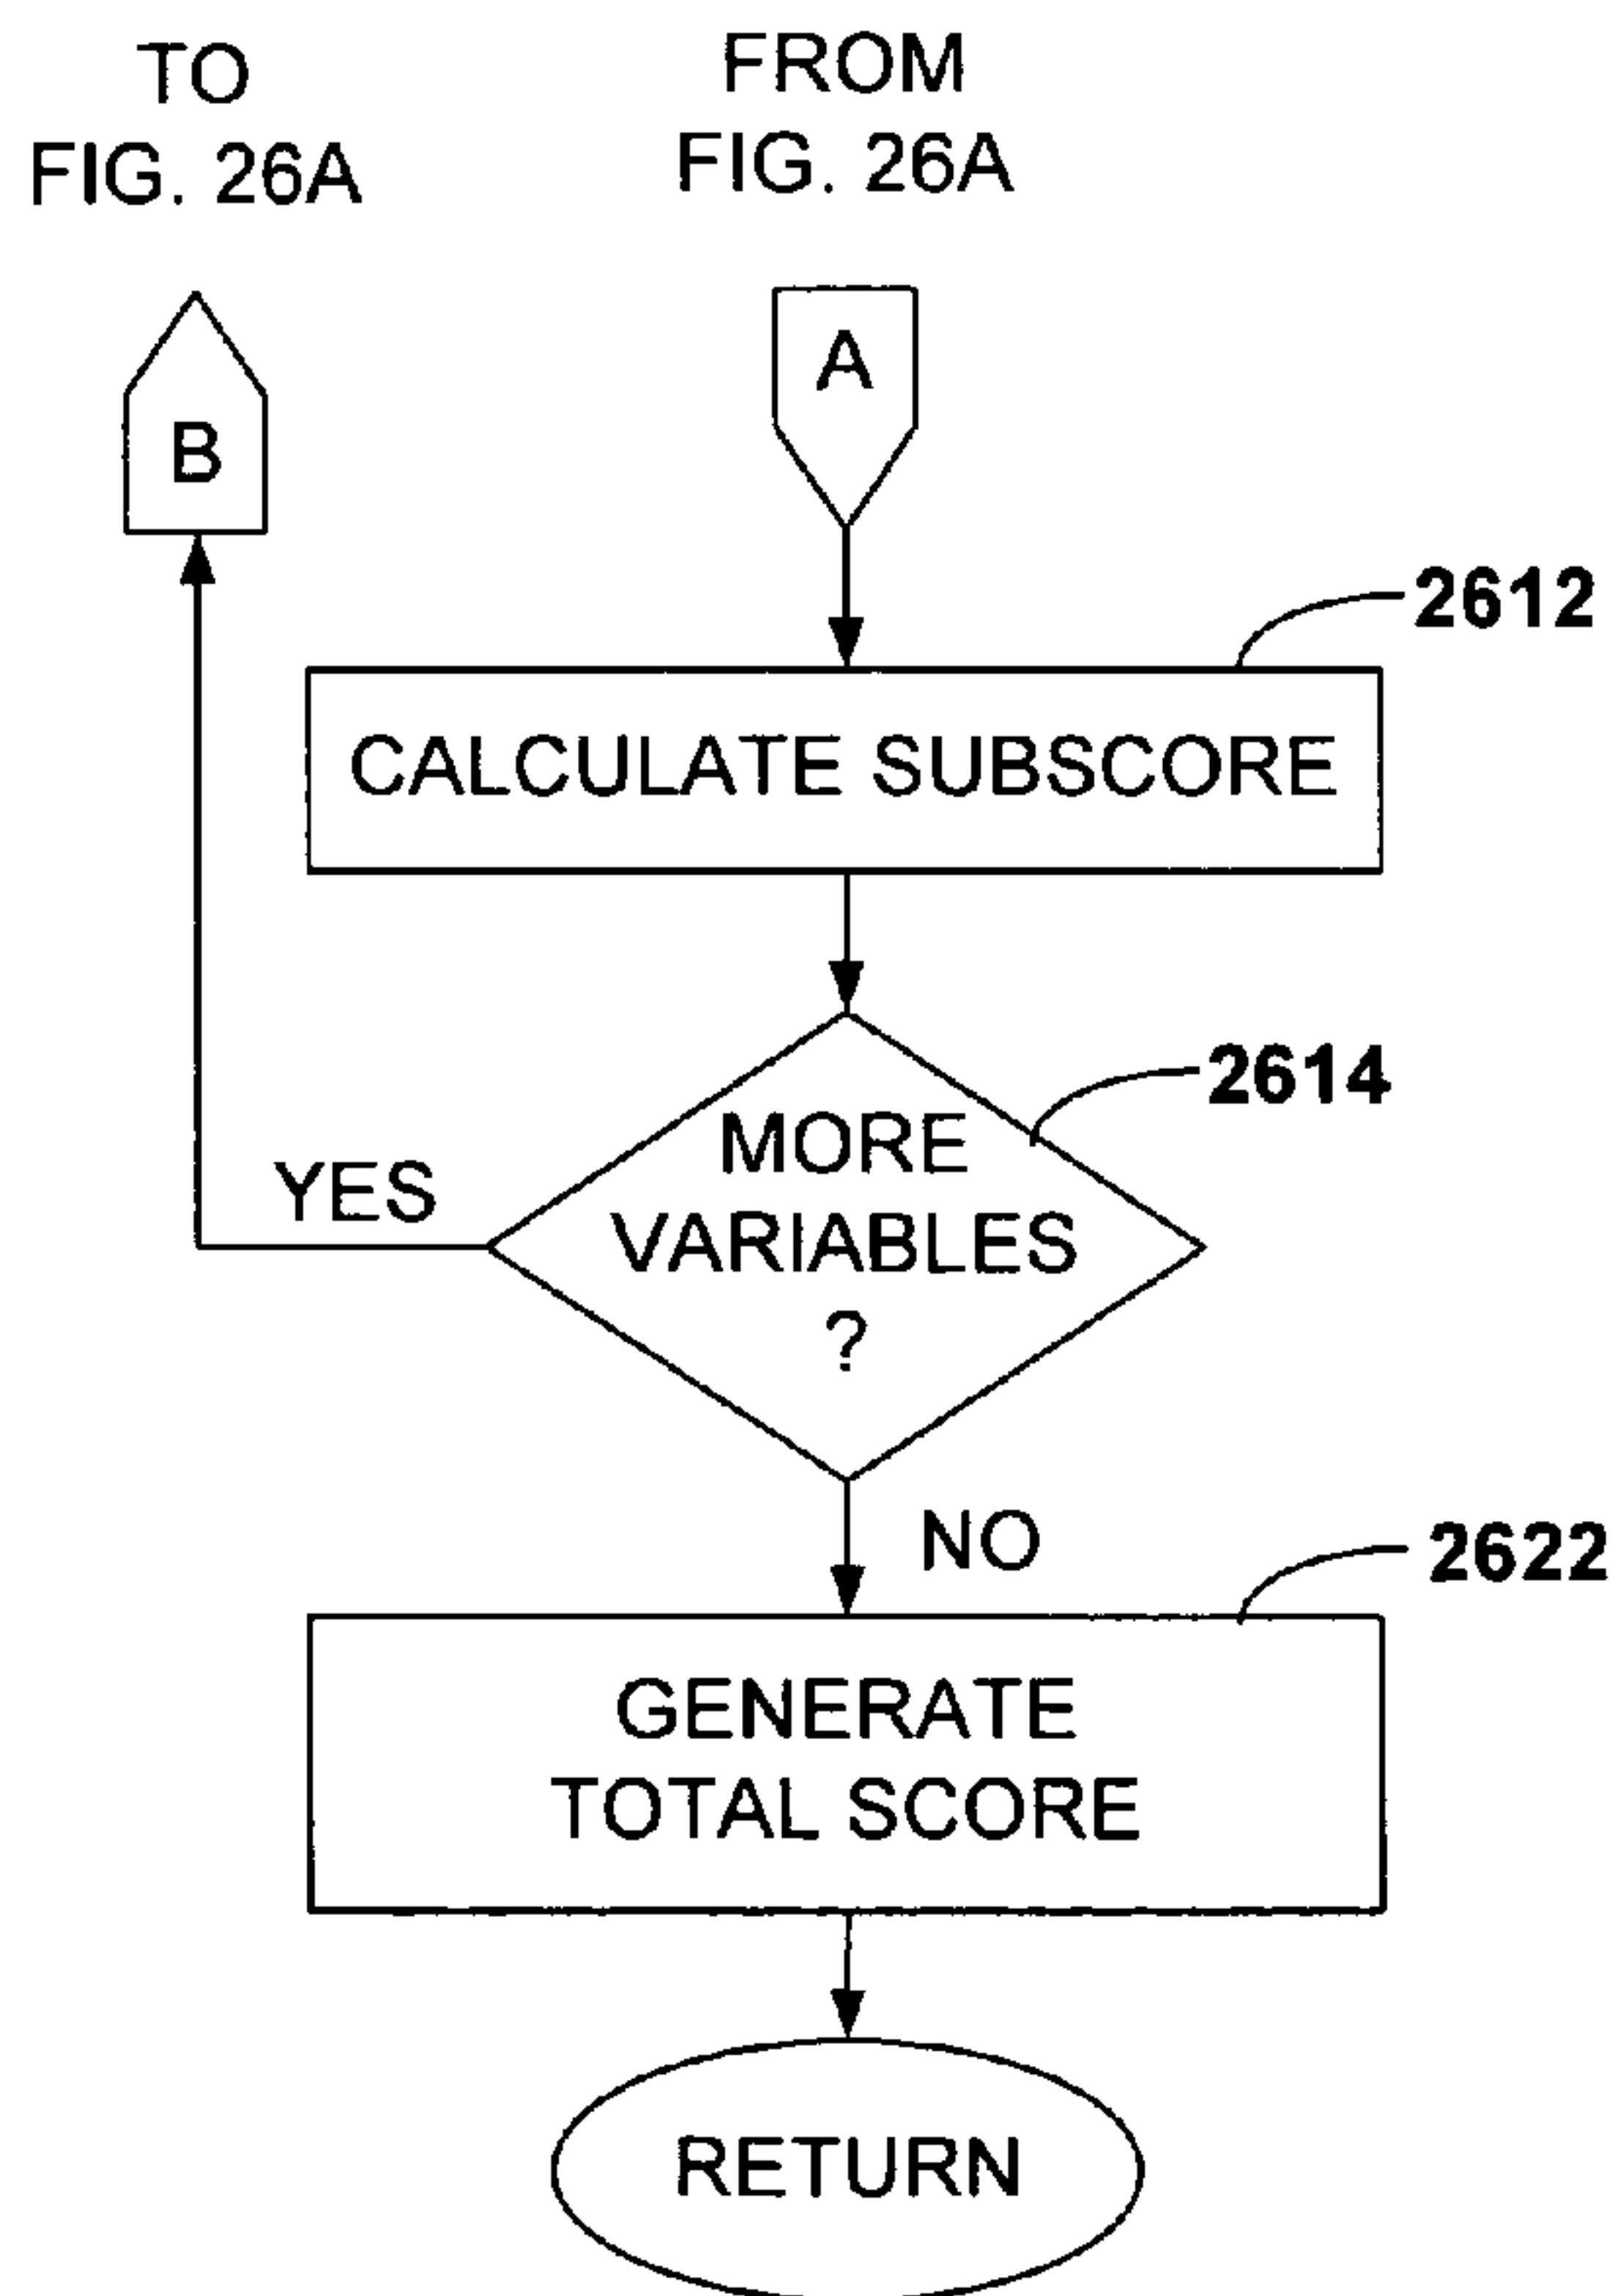 TO
FIG. 26A
FROM
FIG. 26A
B
A
2612
CALCULATE SUBSCORE
2614
MORE
VARIABLES
?
YES
NO
2622
GENERATE
TOTAL SCORE
RETURN